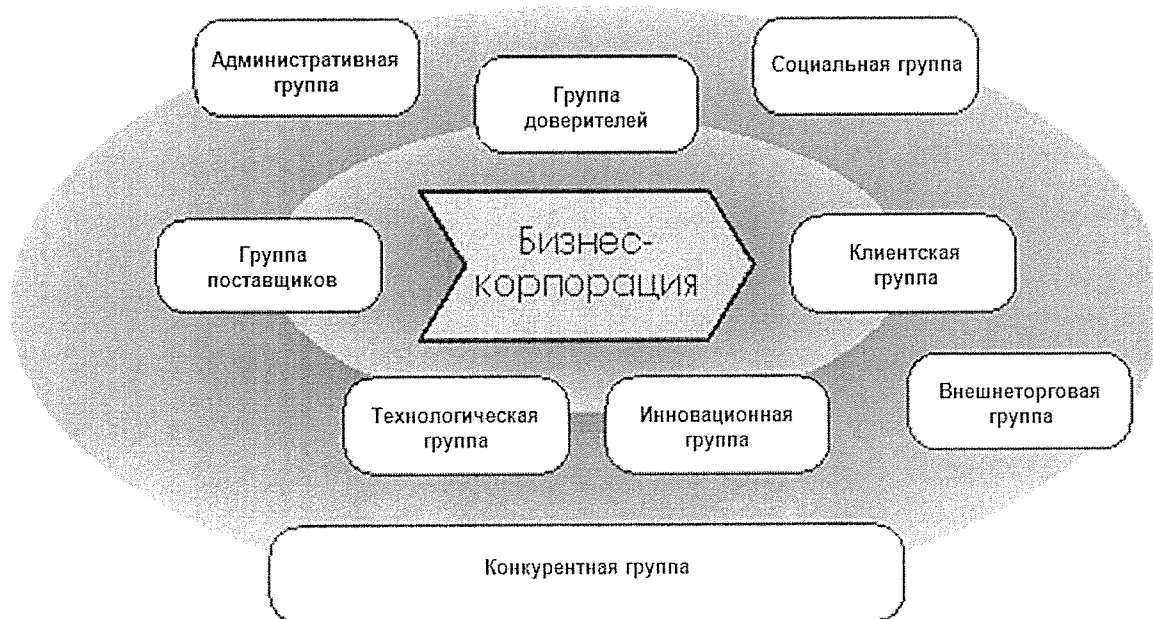 Административная
группа
Группа
доверителей
Социальная группа
Группа
поставщиков
Бизнес-
корпорация
Клиентская
группа
Технологическая
группа
Инновационная
группа
Внешнеторговая
группа
Конкурентная группа